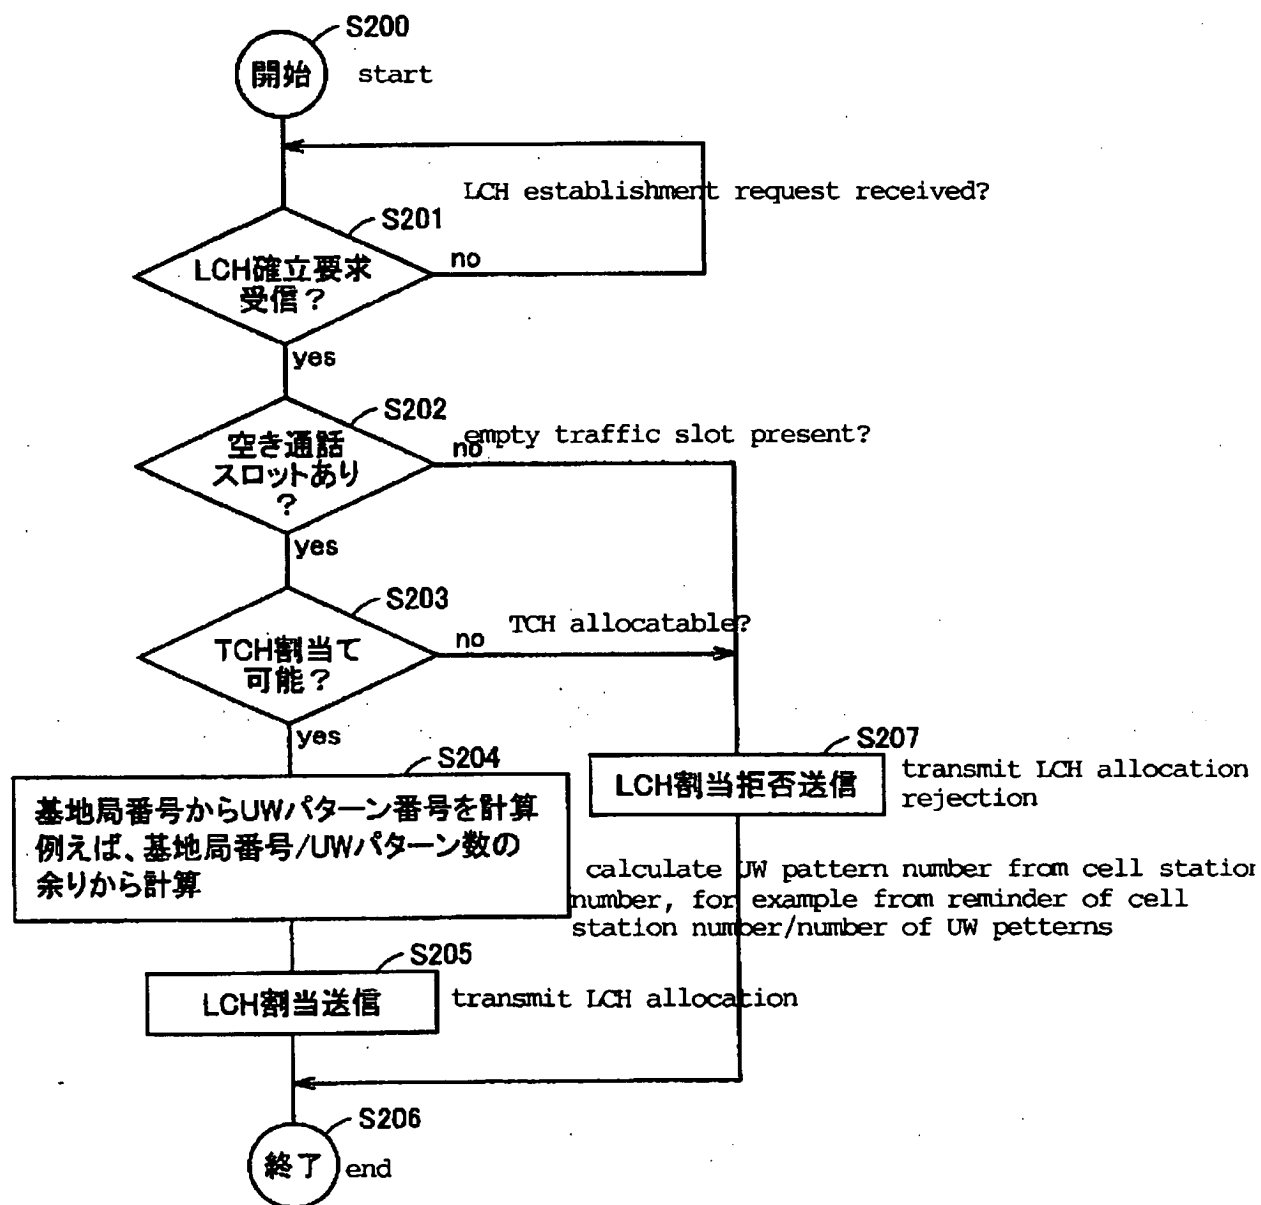 S200
開始
start
LCH establishment request received?
S201
LCH確立要求
受信？
no
yes
S202
empty traffic slot present?
空き通話
スロットあり
？
no
yes
S203
TCH allocatable?
TCH割当て
可能？
no
yes
S204
基地局番号からUWパターン番号を計算
例えば、基地局番号/UWパターン数の
余りから計算
S207
LCH割当拒否送信
transmit LCH allocation
rejection
calculate UW pattern number from cell station
number, for example from reminder of cell
station number/number of UW petterns
S205
LCH割当送信
transmit LCH allocation
S206
終了
end